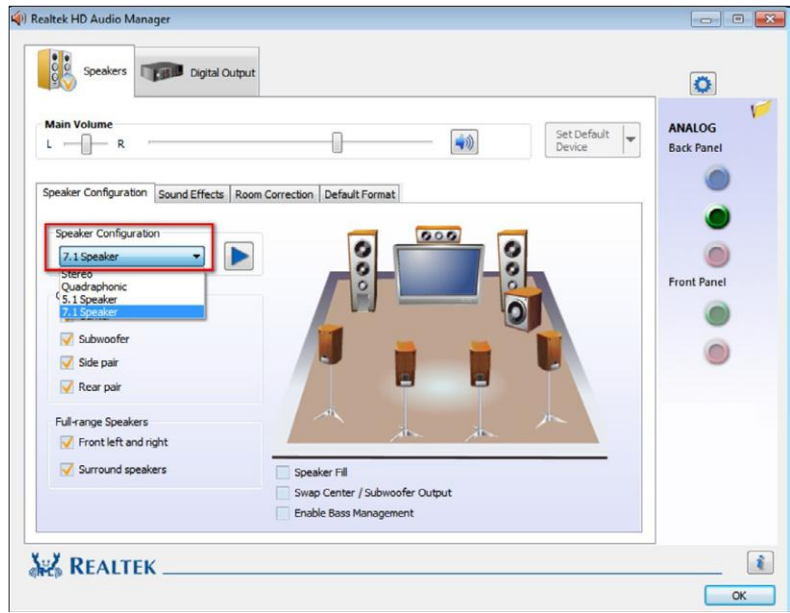 Realtek HD Audio Manager
Speakers
Digital Output
Main Volume
L R
Set Default
Device
ANALOG
Back Panel
Speaker Configuration Sound Effects Room Correction Default Format
Speaker Configuration
7.1 Speaker
Stereo
Quadraphonic
5.1 Speaker
7.1 Speaker
Subwoofer
Side pair
Rear pair
Front Panel
Full-range Speakers
Front left and right
Surround speakers
Speaker Fill
Swap Center / Subwoofer Output
Enable Bass Management
REALTEK
OK